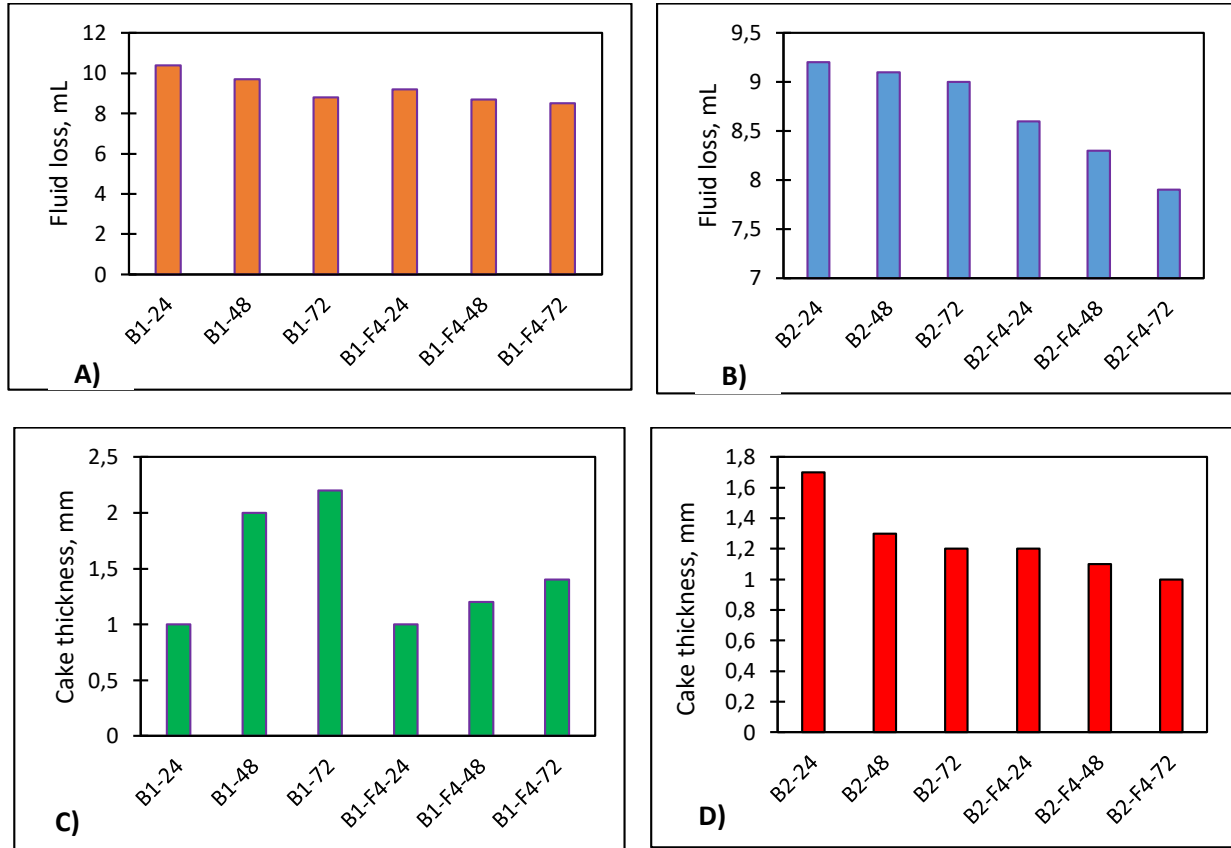 Fluid loss, mL
12
10
8
6
4
2
0
B1-24
B1-48
B1-72
B1-F4-24
B1-F4-48
B1-F4-72
A)
Fluid loss, mL
9,5
9
8,5
8
7,5
7
B2-24
B2-48
B2-72
B2-F4-24
B2-F4-48
B2-F4-72
B)
Cake thickness, mm
2,5
2
1,5
1
0,5
0
B1-24
B1-48
B1-72
B1-F4-24
B1-F4-48
B1-F4-72
C)
Cake thickness, mm
1,8
1,6
1,4
1,2
1
0,8
0,6
0,4
0,2
0
B2-24
B2-48
B2-72
B2-F4-24
B2-F4-48
B2-F4-72
D)